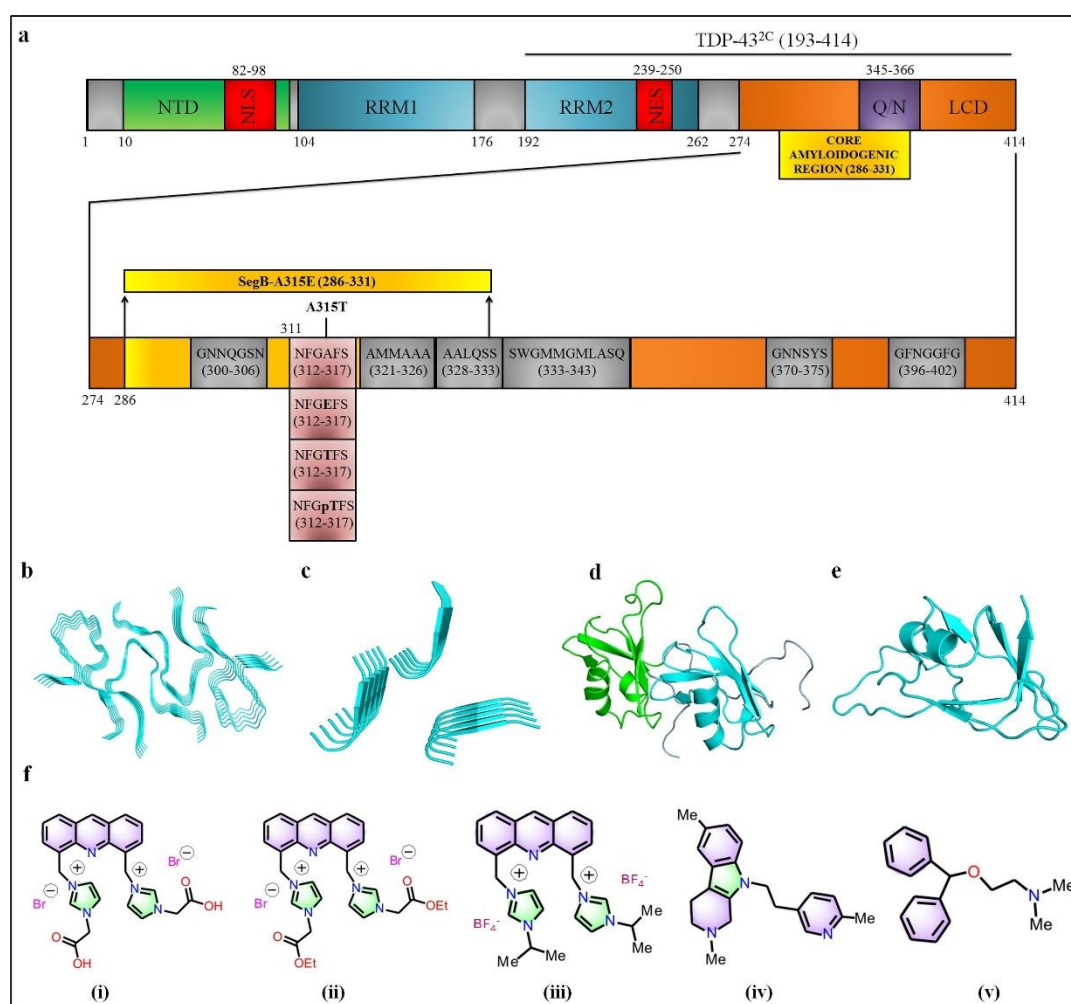 a
TDP-43²ᶜ (193-414)
82-98
239-250
345-366
NTD
NLS
RRM1
RRM2
NES
Q/N
LCD
1
10
104
176
192
262
274
414
CORE
AMYLOIDOGENIC
REGION (286-331)
SegB-A315E (286-331)
A315T
311
GNNQGSN
(300-306)
NFGAFS
(312-317)
AMMAAA
(321-326)
AALQSS
(328-333)
SWGMMGMLASQ
(333-343)
GNNSYS
(370-375)
GFNGGFG
(396-402)
274
286
414
NFGEFS
(312-317)
NFGTFS
(312-317)
NFGpTFS
(312-317)
b
c
d
e
f
N
+
+
Br⁻
Br⁻
N
N
N
N
O
OH
O
OH
(i)
N
+
+
Br⁻
Br⁻
N
N
N
N
O
OEt
O
OEt
(ii)
N
+
+
BF₄⁻
BF₄⁻
N
N
N
N
Me
Me
Me
Me
(iii)
Me
N
N
Me
N
Me
(iv)
O
N
Me
Me
(v)